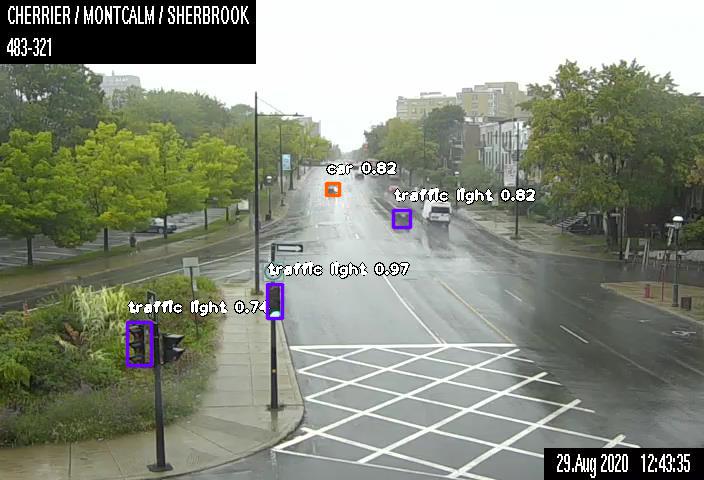 CHERRIER / MONTCALM / SHERBROOK
483-321
car 0.82
traffic light 0.82
traffic light 0.97
traffic light 0.74
29.Aug 2020 12:43:35